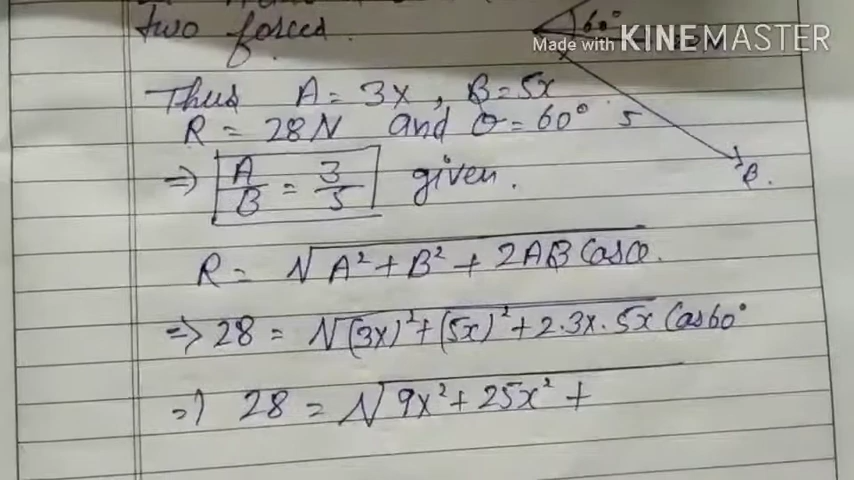 two forces.
60°
Made with KINEMASTER
Thus A = 3x, B = 5x
R = 28N and θ = 60°
5
B.
⇒ A/B = 3/5 given.
R = √A² + B² + 2AB Cosθ.
⇒ 28 = √(3x)² + (5x)² + 2·3x·5x Cos60°
⇒ 28 = √9x² + 25x² +